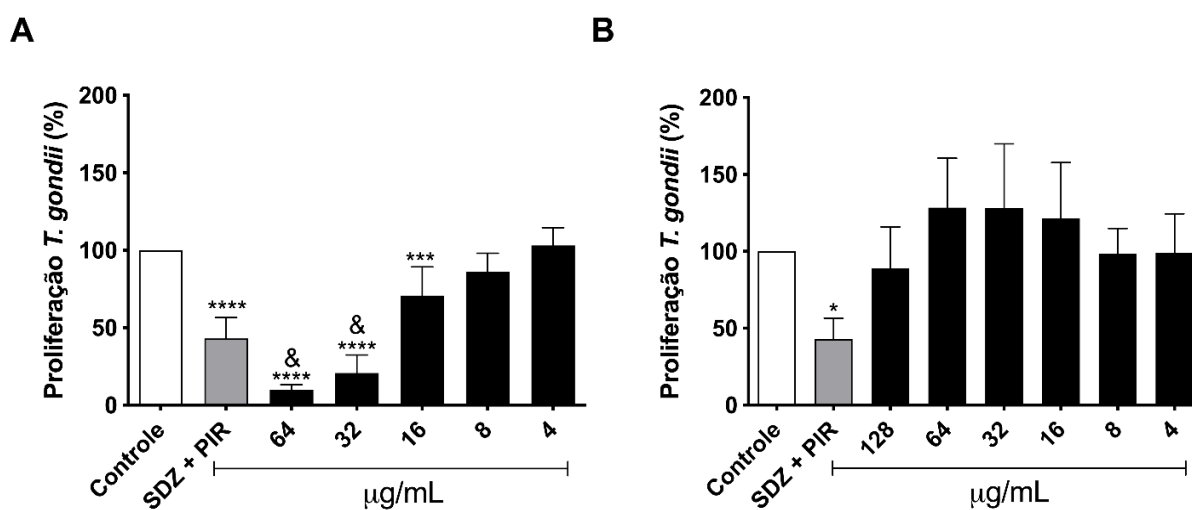 A
Proliferação T. gondii (%)
200
150
100
50
0
****
&
****
&
****
***
Controle
SDZ + PIR
64
32
16
8
4
µg/mL
B
Proliferação T. gondii (%)
200
150
100
50
0
*
Controle
SDZ + PIR
128
64
32
16
8
4
µg/mL